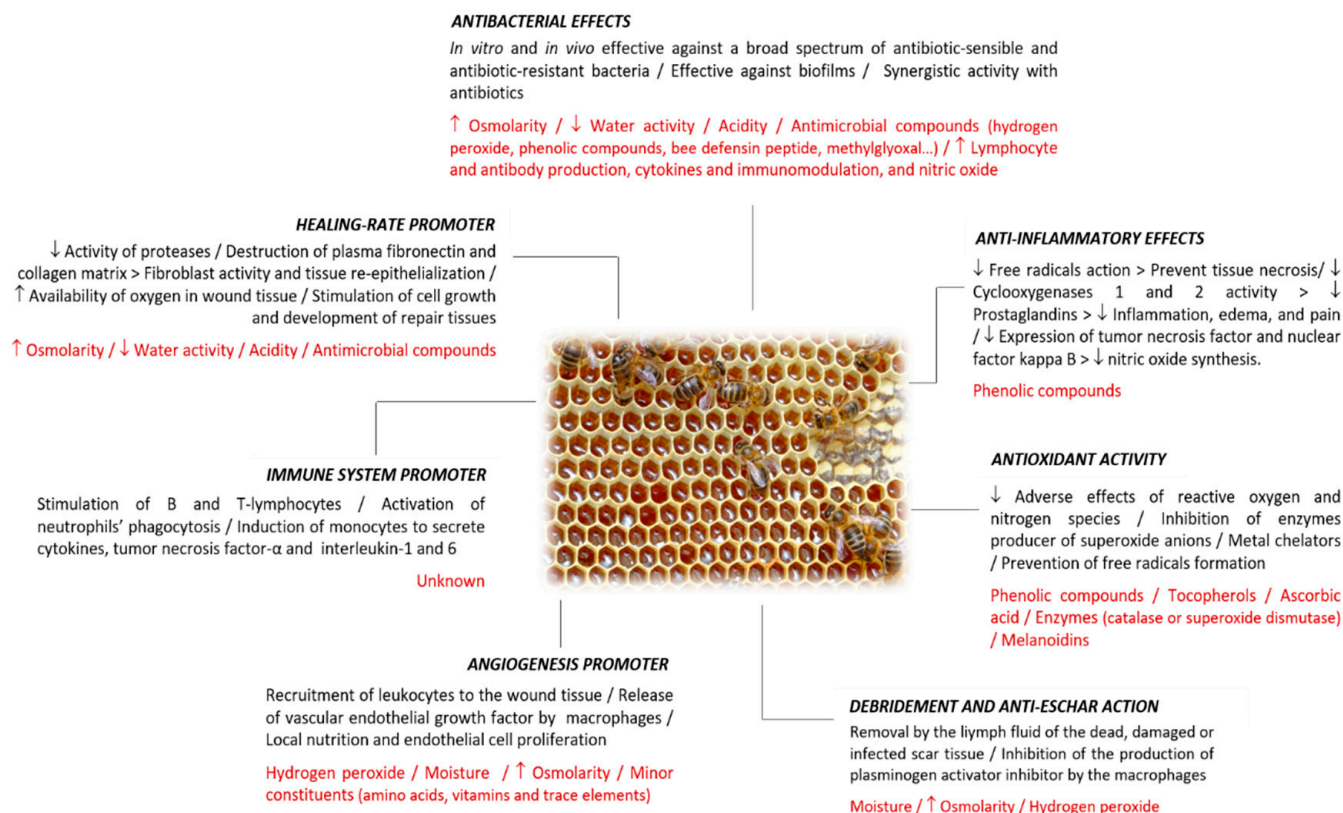 ANTIBACTERIAL EFFECTS
In vitro and in vivo effective against a broad spectrum of antibiotic-sensible and
antibiotic-resistant bacteria / Effective against biofilms / Synergistic activity with
antibiotics
↑ Osmolarity / ↓ Water activity / Acidity / Antimicrobial compounds (hydrogen
peroxide, phenolic compounds, bee defensin peptide, methylglyoxal...) / ↑ Lymphocyte
and antibody production, cytokines and immunomodulation, and nitric oxide
HEALING-RATE PROMOTER
↓ Activity of proteases / Destruction of plasma fibronectin and
collagen matrix > Fibroblast activity and tissue re-epithelialization /
↑ Availability of oxygen in wound tissue / Stimulation of cell growth
and development of repair tissues
↑ Osmolarity / ↓ Water activity / Acidity / Antimicrobial compounds
ANTI-INFLAMMATORY EFFECTS
↓ Free radicals action > Prevent tissue necrosis/ ↓
Cyclooxygenases 1 and 2 activity > ↓
Prostaglandins > ↓ Inflammation, edema, and pain
/ ↓ Expression of tumor necrosis factor and nuclear
factor kappa B > ↓ nitric oxide synthesis.
Phenolic compounds
IMMUNE SYSTEM PROMOTER
Stimulation of B and T-lymphocytes / Activation of
neutrophils’ phagocytosis / Induction of monocytes to secrete
cytokines, tumor necrosis factor-α and interleukin-1 and 6
Unknown
ANTIOXIDANT ACTIVITY
↓ Adverse effects of reactive oxygen and
nitrogen species / Inhibition of enzymes
producer of superoxide anions / Metal chelators
/ Prevention of free radicals formation
Phenolic compounds / Tocopherols / Ascorbic
acid / Enzymes (catalase or superoxide dismutase)
/ Melanoidins
ANGIOGENESIS PROMOTER
Recruitment of leukocytes to the wound tissue / Release
of vascular endothelial growth factor by macrophages /
Local nutrition and endothelial cell proliferation
Hydrogen peroxide / Moisture / ↑ Osmolarity / Minor
constituents (amino acids, vitamins and trace elements)
DEBRIDEMENT AND ANTI-ESCHAR ACTION
Removal by the liymph fluid of the dead, damaged or
infected scar tissue / Inhibition of the production of
plasminogen activator inhibitor by the macrophages
Moisture / ↑ Osmolarity / Hydrogen peroxide